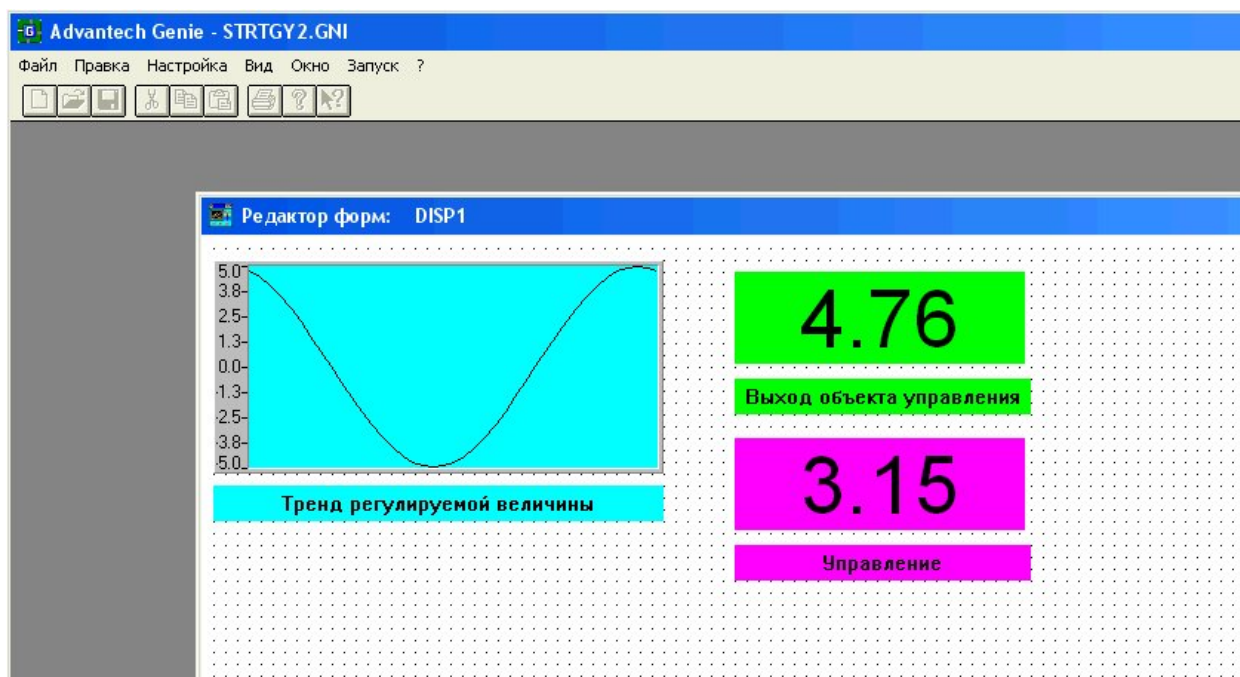 Advantech Genie - STRTGY2.GNI
Файл Правка Настройка Вид Окно Запуск ?
Редактор форм: DISP1
5.0
3.8
2.5
1.3
0.0
-1.3
-2.5
-3.8
-5.0
Тренд регулируемой величины
4.76
Выход объекта управления
3.15
Управление